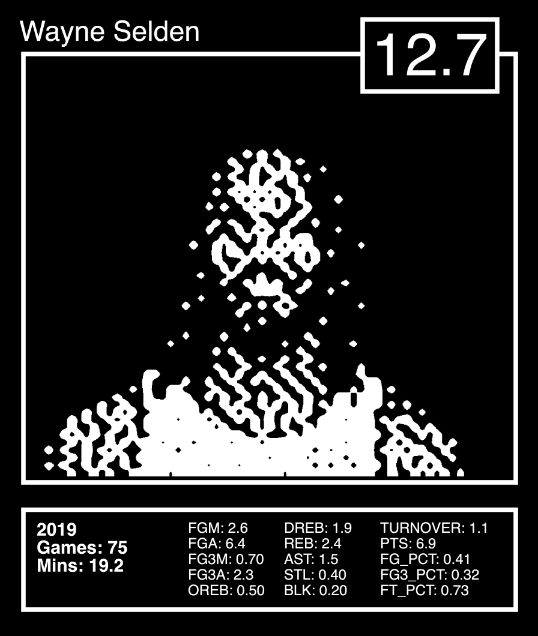 Wayne Selden
12.7
2019
Games: 75
Mins: 19.2
FGM: 2.6
FGA: 6.4
FG3M: 0.70
FG3A: 2.3
OREB: 0.50
DREB: 1.9
REB: 2.4
AST: 1.5
STL: 0.40
BLK: 0.20
TURNOVER: 1.1
PTS: 6.9
FG_PCT: 0.41
FG3_PCT: 0.32
FT_PCT: 0.73